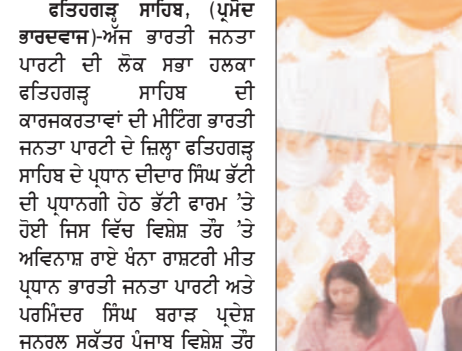 ਫਤਿਹਗੜ੍ਹ ਸਾਹਿਬ, (ਪ੍ਰਮੋਦ
ਭਾਰਦਵਾਜ)-ਅੱਜ ਭਾਰਤੀ ਜਨਤਾ
ਪਾਰਟੀ ਦੀ ਲੋਕ ਸਭਾ ਹਲਕਾ
ਫਤਿਹਗੜ੍ਹ ਸਾਹਿਬ ਦੀ
ਕਾਰਜਕਰਤਾਵਾਂ ਦੀ ਮੀਟਿੰਗ ਭਾਰਤੀ
ਜਨਤਾ ਪਾਰਟੀ ਦੇ ਜ਼ਿਲ੍ਹਾ ਫਤਿਹਗੜ੍ਹ
ਸਾਹਿਬ ਦੇ ਪ੍ਰਧਾਨ ਦੀਦਾਰ ਸਿੰਘ ਭੱਟੀ
ਦੀ ਪ੍ਰਧਾਨਗੀ ਹੇਠ ਭੱਟੀ ਫਾਰਮ 'ਤੇ
ਹੋਈ ਜਿਸ ਵਿੱਚ ਵਿਸ਼ੇਸ਼ ਤੌਰ 'ਤੇ
ਅਵਿਨਾਸ਼ ਰਾਏ ਖੰਨਾ ਰਾਸ਼ਟਰੀ ਮੀਤ
ਪ੍ਰਧਾਨ ਭਾਰਤੀ ਜਨਤਾ ਪਾਰਟੀ ਅਤੇ
ਪਰਮਿੰਦਰ ਸਿੰਘ ਬਰਾੜ ਪ੍ਰਦੇਸ਼
ਜਨਰਲ ਸਕੱਤਰ ਪੰਜਾਬ ਵਿਸ਼ੇਸ਼ ਤੌਰ